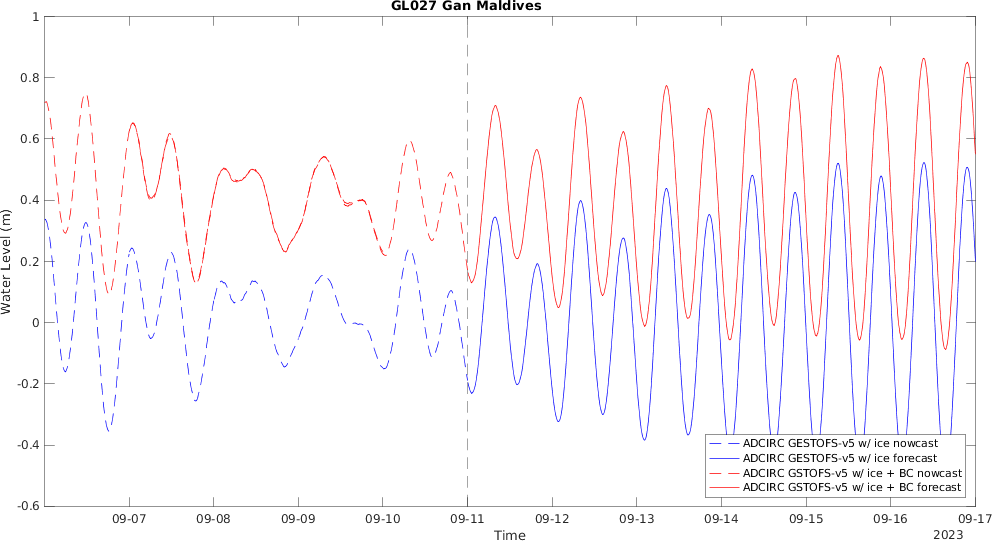 GL027 Gan Maldives
1
0.8
0.6
0.4
0.2
0
-0.2
-0.4
-0.6
Water Level (m)
ADCIRC GESTOFS-v5 w/ ice nowcast
ADCIRC GESTOFS-v5 w/ ice forecast
ADCIRC GSTOFS-v5 w/ ice + BC nowcast
ADCIRC GSTOFS-v5 w/ ice + BC forecast
09-07 09-08 09-09 09-10 09-11 09-12 09-13 09-14 09-15 09-16 09-17
Time
2023